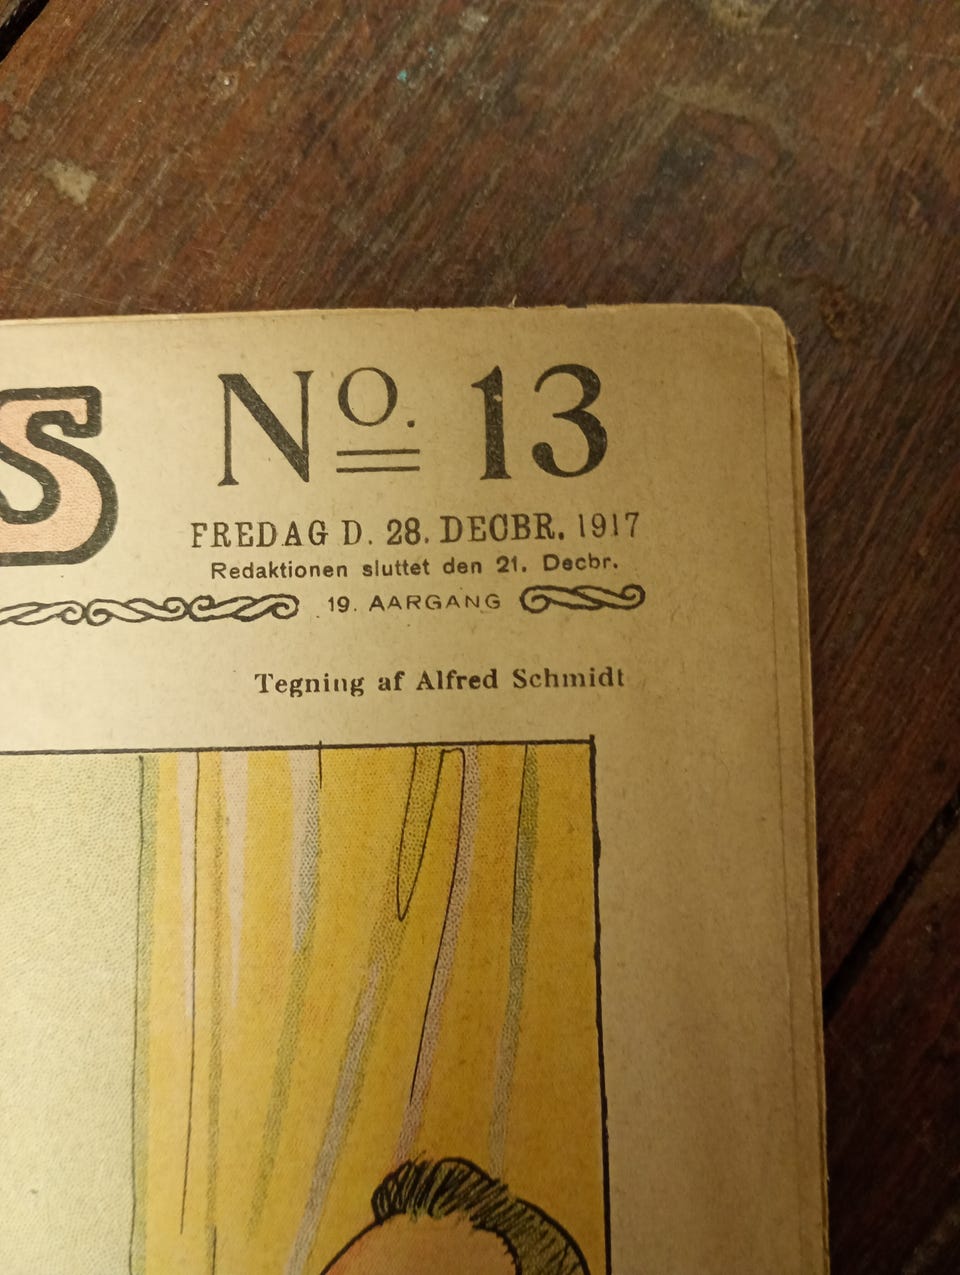 S
No. 13
FREDAG D. 28. DECBR. 1917
Redaktionen sluttet den 21. Decbr.
19. AARGANG
Tegning af Alfred Schmidt